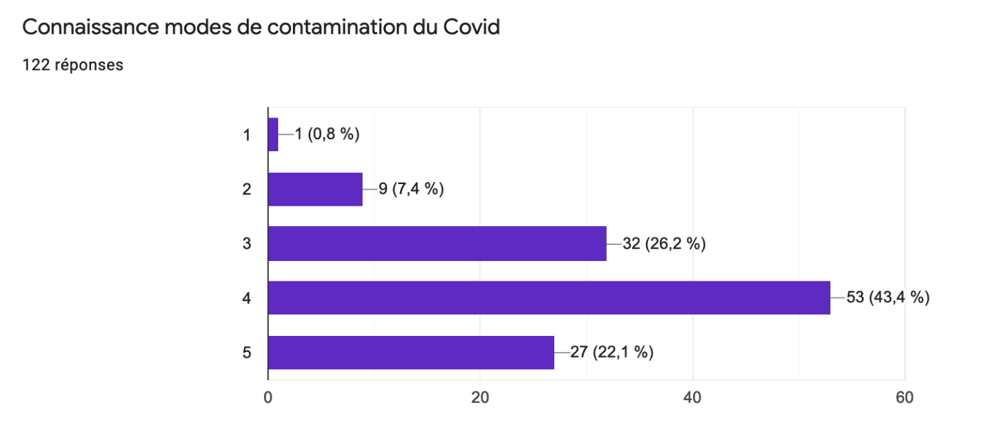 Connaissance modes de contamination du Covid
122 réponses
1 1 (0,8 %)
2 9 (7,4 %)
3 32 (26,2 %)
4 53 (43,4 %)
5 27 (22,1 %)
0 20 40 60